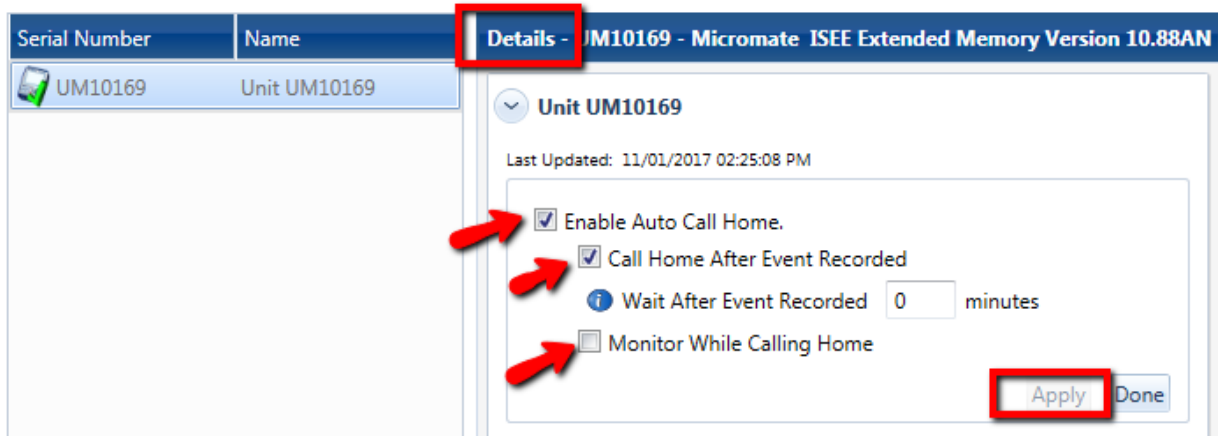 Serial Number Name
UM10169 Unit UM10169
Details - UM10169 - Micromate ISEE Extended Memory Version 10.88AN
Unit UM10169
Last Updated: 11/01/2017 02:25:08 PM
Enable Auto Call Home.
Call Home After Event Recorded
Wait After Event Recorded 0 minutes
Monitor While Calling Home
Apply Done